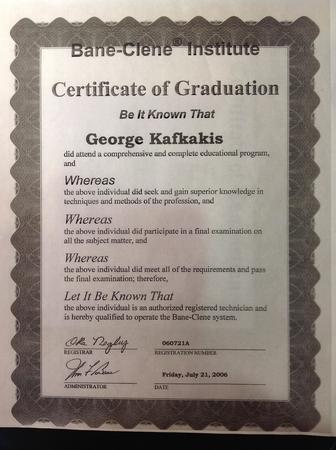 Bane-Clene® Institute
Certificate of Graduation
Be It Known That
George Kafkakis
did attend a comprehensive and complete educational program,
and
Whereas
the above individual did seek and gain superior knowledge in
techniques and methods of the profession, and
Whereas
the above individual did participate in a final examination on
all the subject matter, and
Whereas
the above individual did meet all of the requirements and pass
the final examination; therefore,
Let It Be Known That
the above individual is an authorized registered technician and
is hereby qualified to operate the Bane-Clene system.
060721A
REGISTRAR REGISTRATION NUMBER
Friday, July 21, 2006
ADMINISTRATOR DATE